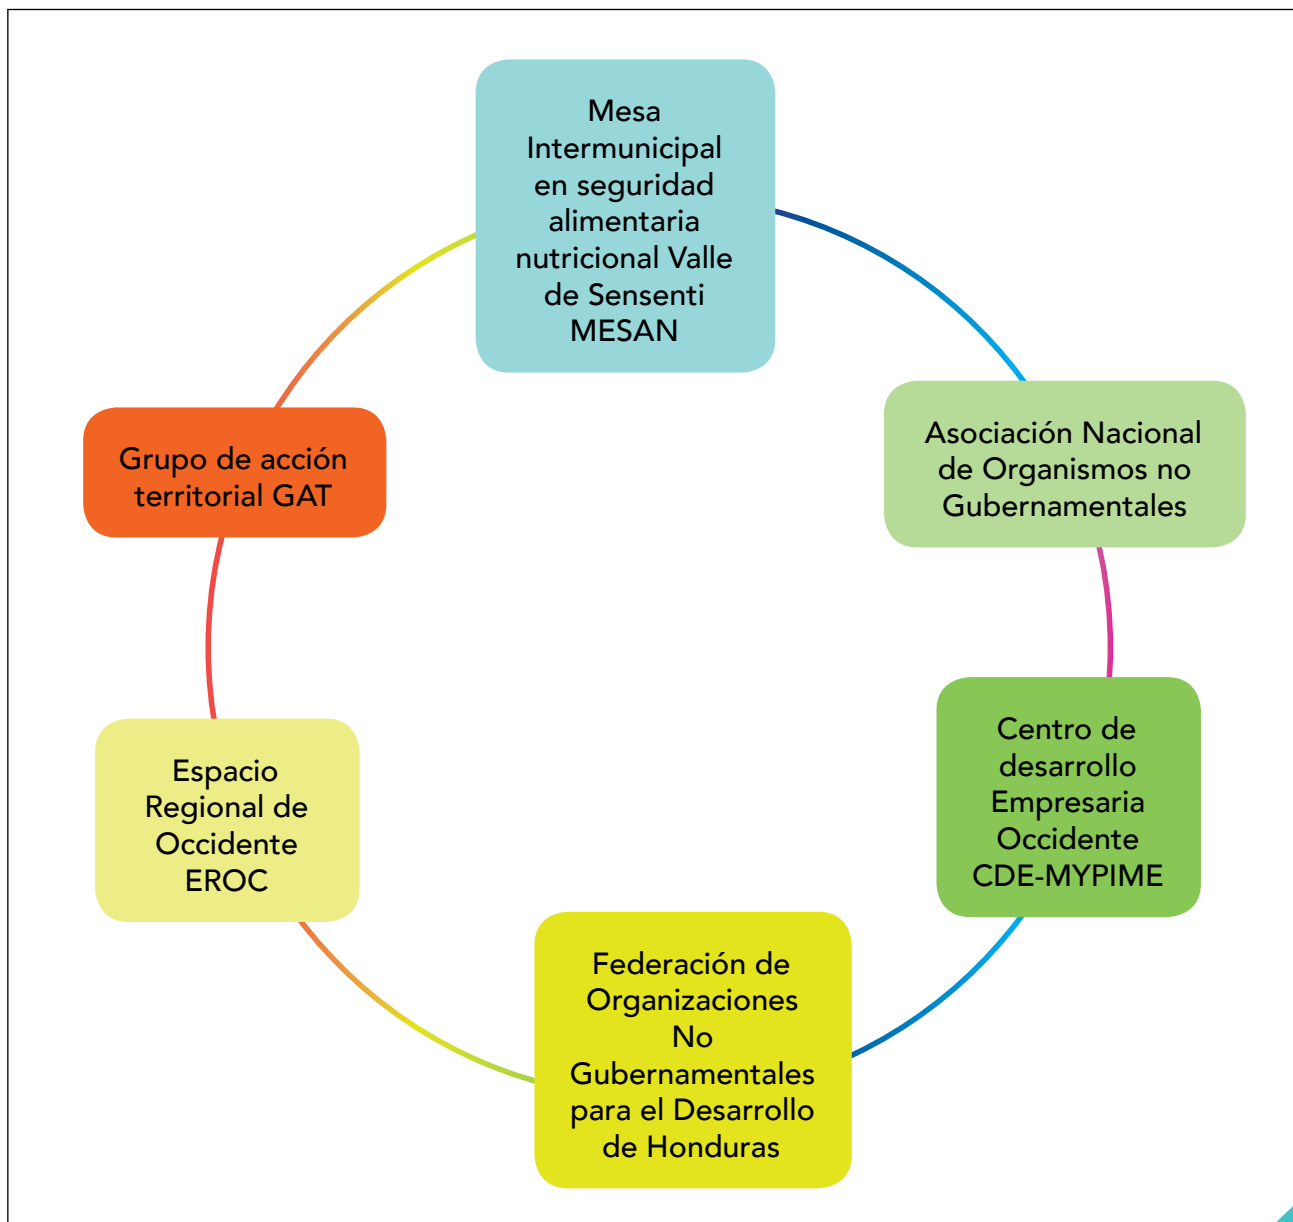 Mesa
Intermunicipal
en seguridad
alimentaria
nutricional Valle
de Sensenti
MESAN
Asociación Nacional
de Organismos no
Gubernamentales
Centro de
desarrollo
Empresaria
Occidente
CDE-MYPIME
Federación de
Organizaciones
No
Gubernamentales
para el Desarrollo
de Honduras
Espacio
Regional de
Occidente
EROC
Grupo de acción
territorial GAT